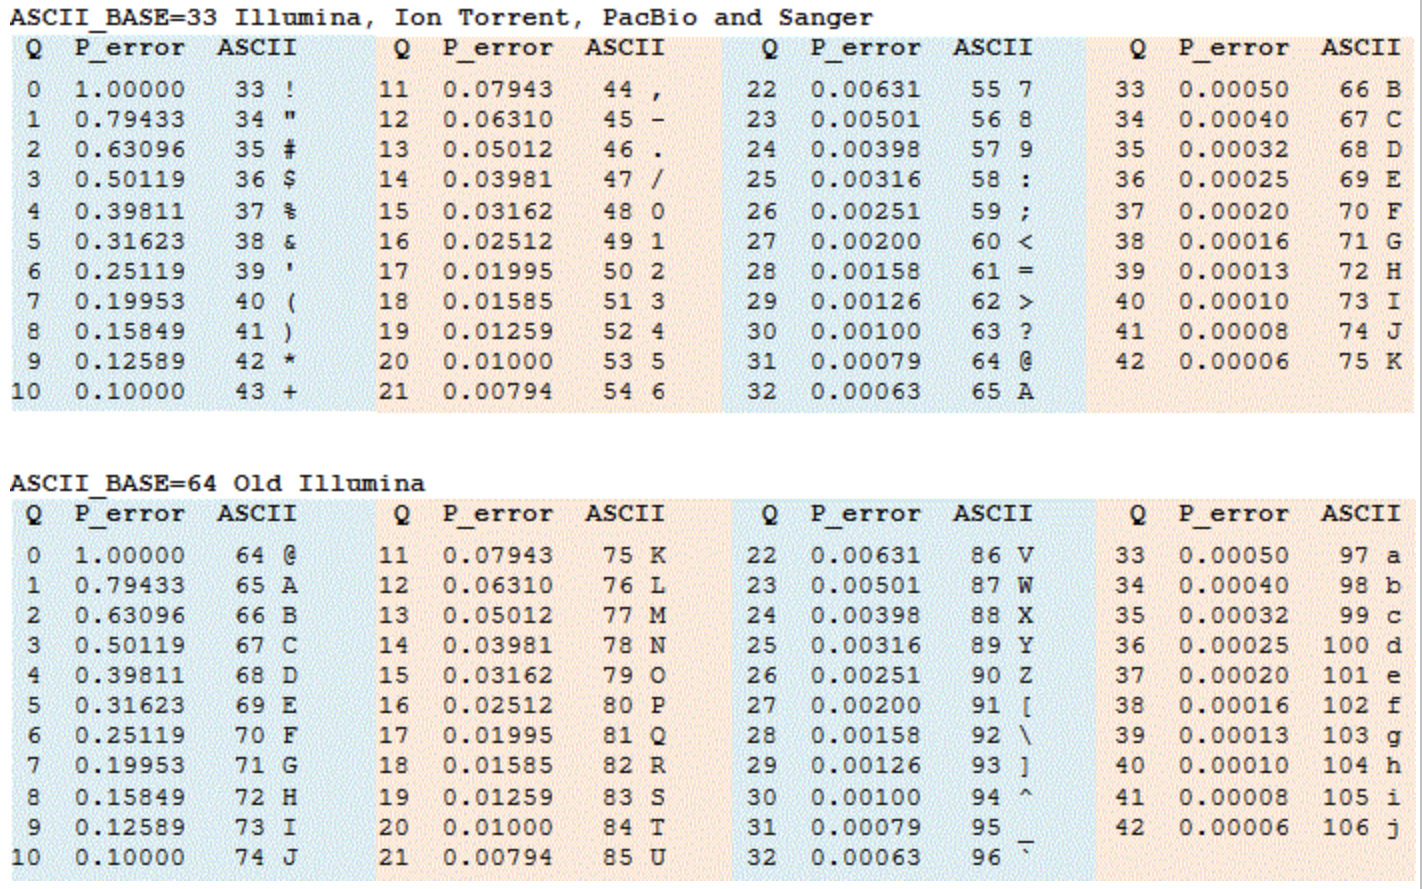 ASCII_BASE=33 Illumina, Ion Torrent, PacBio and Sanger
Q P_error ASCII Q P_error ASCII Q P_error ASCII Q P_error ASCII
0 1.00000 33 ! 11 0.07943 44 , 22 0.00631 55 7 33 0.00050 66 B
1 0.79433 34 " 12 0.06310 45 - 23 0.00501 56 8 34 0.00040 67 C
2 0.63096 35 # 13 0.05012 46 . 24 0.00398 57 9 35 0.00032 68 D
3 0.50119 36 $ 14 0.03981 47 / 25 0.00316 58 : 36 0.00025 69 E
4 0.39811 37 % 15 0.03162 48 0 26 0.00251 59 ; 37 0.00020 70 F
5 0.31623 38 & 16 0.02512 49 1 27 0.00200 60 < 38 0.00016 71 G
6 0.25119 39 ' 17 0.01995 50 2 28 0.00158 61 = 39 0.00013 72 H
7 0.19953 40 ( 18 0.01585 51 3 29 0.00126 62 > 40 0.00010 73 I
8 0.15849 41 ) 19 0.01259 52 4 30 0.00100 63 ? 41 0.00008 74 J
9 0.12589 42 * 20 0.01000 53 5 31 0.00079 64 @ 42 0.00006 75 K
10 0.10000 43 + 21 0.00794 54 6 32 0.00063 65 A
ASCII_BASE=64 Old Illumina
Q P_error ASCII Q P_error ASCII Q P_error ASCII Q P_error ASCII
0 1.00000 64 @ 11 0.07943 75 K 22 0.00631 86 V 33 0.00050 97 a
1 0.79433 65 A 12 0.06310 76 L 23 0.00501 87 W 34 0.00040 98 b
2 0.63096 66 B 13 0.05012 77 M 24 0.00398 88 X 35 0.00032 99 c
3 0.50119 67 C 14 0.03981 78 N 25 0.00316 89 Y 36 0.00025 100 d
4 0.39811 68 D 15 0.03162 79 O 26 0.00251 90 Z 37 0.00020 101 e
5 0.31623 69 E 16 0.02512 80 P 27 0.00200 91 [ 38 0.00016 102 f
6 0.25119 70 F 17 0.01995 81 Q 28 0.00158 92 \ 39 0.00013 103 g
7 0.19953 71 G 18 0.01585 82 R 29 0.00126 93 ] 40 0.00010 104 h
8 0.15849 72 H 19 0.01259 83 S 30 0.00100 94 ^ 41 0.00008 105 i
9 0.12589 73 I 20 0.01000 84 T 31 0.00079 95 _ 42 0.00006 106 j
10 0.10000 74 J 21 0.00794 85 U 32 0.00063 96 `